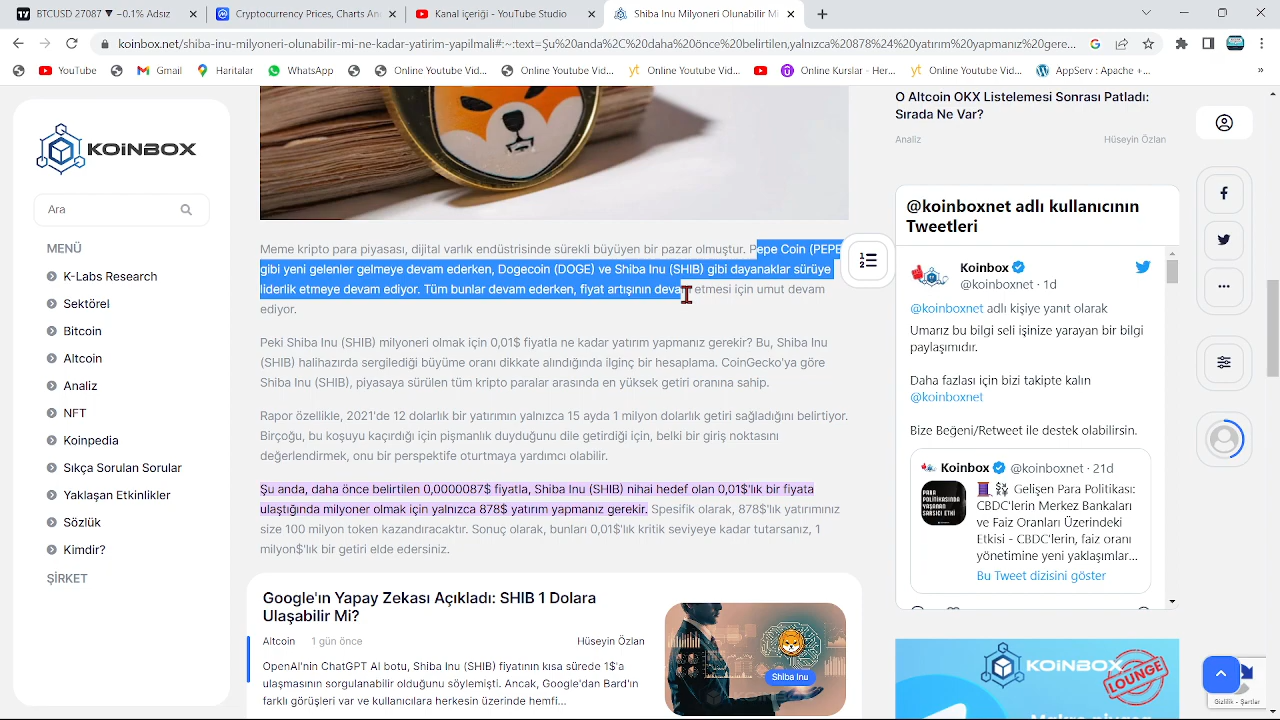 BTCUSD 27087 ▼ −0.1% Adsız
Cryptocurrency Prices, Charts An
Kanal içeriği - YouTube Studio
Shiba Inu Milyoneri Olunabilir Mi
koinbox.net/shiba-inu-milyoneri-olunabilir-mi-ne-kadar-yatirim-yapilmeli#:~:text=Şu%20anda%2C%20daha%20önce%20belirtilen,yalnızca%20878%24%20yatırım%20yapmanız%20gere...
YouTube
Gmail
Haritalar
WhatsApp
Online Youtube Vid...
Online Youtube Vid...
Online Youtube Vid...
Online Kurslar - Her...
Online Youtube Vid...
AppServ : Apache + ...
KOiNBOX
Ara
MENÜ
K-Labs Research
Sektörel
Bitcoin
Altcoin
Analiz
NFT
Koinpedia
Sıkça Sorulan Sorular
Yaklaşan Etkinlikler
Sözlük
Kimdir?
ŞİRKET
Meme kripto para piyasası, dijital varlık endüstrisinde sürekli büyüyen bir pazar olmuştur. Pepe Coin (PEPE
gibi yeni gelenler gelmeye devam ederken, Dogecoin (DOGE) ve Shiba Inu (SHIB) gibi dayanaklar sürüye
liderlik etmeye devam ediyor. Tüm bunlar devam ederken, fiyat artışının devam etmesi için umut devam
ediyor.
Peki Shiba Inu (SHIB) milyoneri olmak için 0,01$ fiyatla ne kadar yatırım yapmanız gerekir? Bu, Shiba Inu
(SHIB) halihazırda sergilediği büyüme oranı dikkate alındığında ilginç bir hesaplama. CoinGecko'ya göre
Shiba Inu (SHIB), piyasaya sürülen tüm kripto paralar arasında en yüksek getiri oranına sahip.
Rapor özellikle, 2021'de 12 dolarlık bir yatırımın yalnızca 15 ayda 1 milyon dolarlık getiri sağladığını belirtiyor.
Birçoğu, bu koşuyu kaçırdığı için pişmanlık duyduğunu dile getirdiği için, belki bir giriş noktasını
değerlendirmek, onu bir perspektife oturtmaya yardımcı olabilir.
Şu anda, daha önce belirtilen 0,0000087$ fiyatla, Shiba Inu (SHIB) nihai hedef olan 0,01$'lık bir fiyata
ulaştığında milyoner olmak için yalnızca 878$ yatırım yapmanız gerekir. Spesifik olarak, 878$'lık yatırımınız
size 100 milyon token kazandıracaktır. Sonuç olarak, bunları 0,01$'lık kritik seviyeye kadar tutarsanız, 1
milyon$'lık bir getiri elde edersiniz.
Google'ın Yapay Zekası Açıkladı: SHIB 1 Dolara
Ulaşabilir Mi?
Altcoin 1 gün önce Hüseyin Özlan
OpenAI'nin ChatGPT AI botu, Shiba Inu (SHIB) fiyatının kısa sürede 1$'a
ulaşmasının sorgulanabilir olduğunu söylemişti. Ancak, Google'dan Bard'ın
farklı görüşleri var ve kullanıcılara herkesin üzerindehemfi...
Shiba Inu
O Altcoin OKX Listelemesi Sonrası Patladı:
Sırada Ne Var?
Analiz Hüseyin Özlan
@koinboxnet adlı kullanıcının
Tweetleri
Koinbox
@koinboxnet · 1d
@koinboxnet adlı kişiye yanıt olarak
Umarız bu bilgi seli işinize yarayan bir bilgi
paylaşımıdır.
Daha fazlası için bizi takipte kalın
@koinboxnet
Bize Begeni/Retweet ile destek olabilirsin.
Koinbox @koinboxnet · 21d
PARA
POLİTİKASINDA
YAŞANAN
SARSICI ETKİ
Gelişen Para Politikası:
CBDC'lerin Merkez Bankaları
ve Faiz Oranları Üzerindeki
Etkisi - CBDC'lerin, faiz oranı
yönetimine yeni yaklaşımlar...
Bu Tweet dizisini göster
KOiNBOX
LOUNGE
Gizlilik - Şartlar